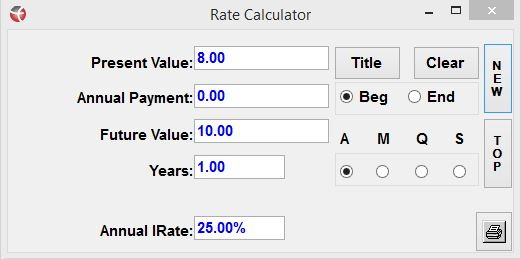 Rate Calculator
Present Value: 8.00
Title
Clear
NEW
Annual Payment: 0.00
Beg
End
Future Value: 10.00
A M Q S
TOP
Years: 1.00
Annual IRate: 25.00%